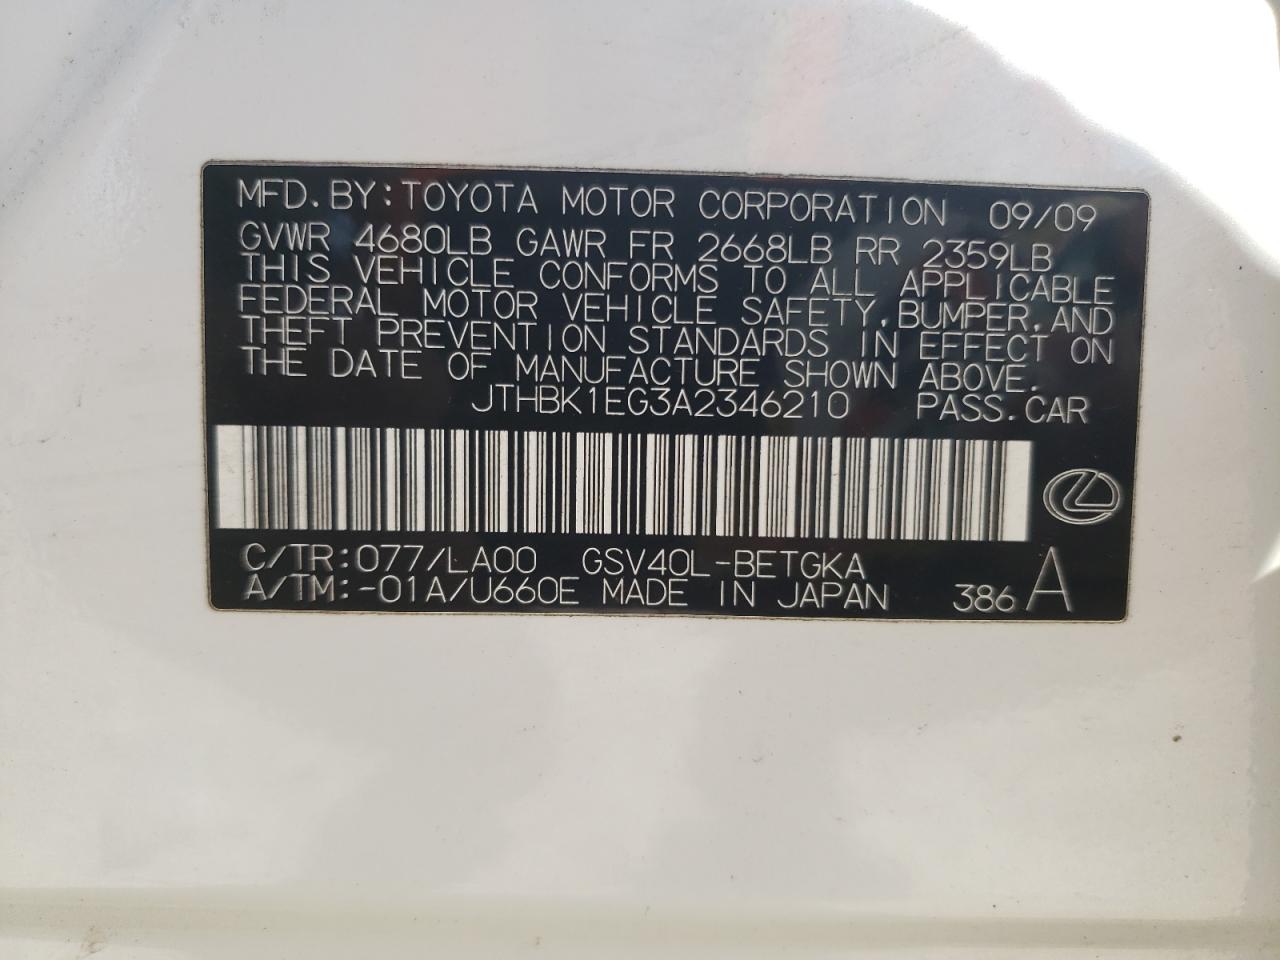 MFD. BY: TOYOTA MOTOR CORPORATION 09/09
GVWR 4680LB GAWR FR 2668LB RR 2359LB
THIS VEHICLE CONFORMS TO ALL APPLICABLE
FEDERAL MOTOR VEHICLE SAFETY, BUMPER, AND
THEFT PREVENTION STANDARDS IN EFFECT ON
THE DATE OF MANUFACTURE SHOWN ABOVE.
JTHBK1EG3A2346210 PASS. CAR
C/TR: 077/LA00 GSV40L-BETGKA
A/TM: -01A/U660E MADE IN JAPAN 386 A